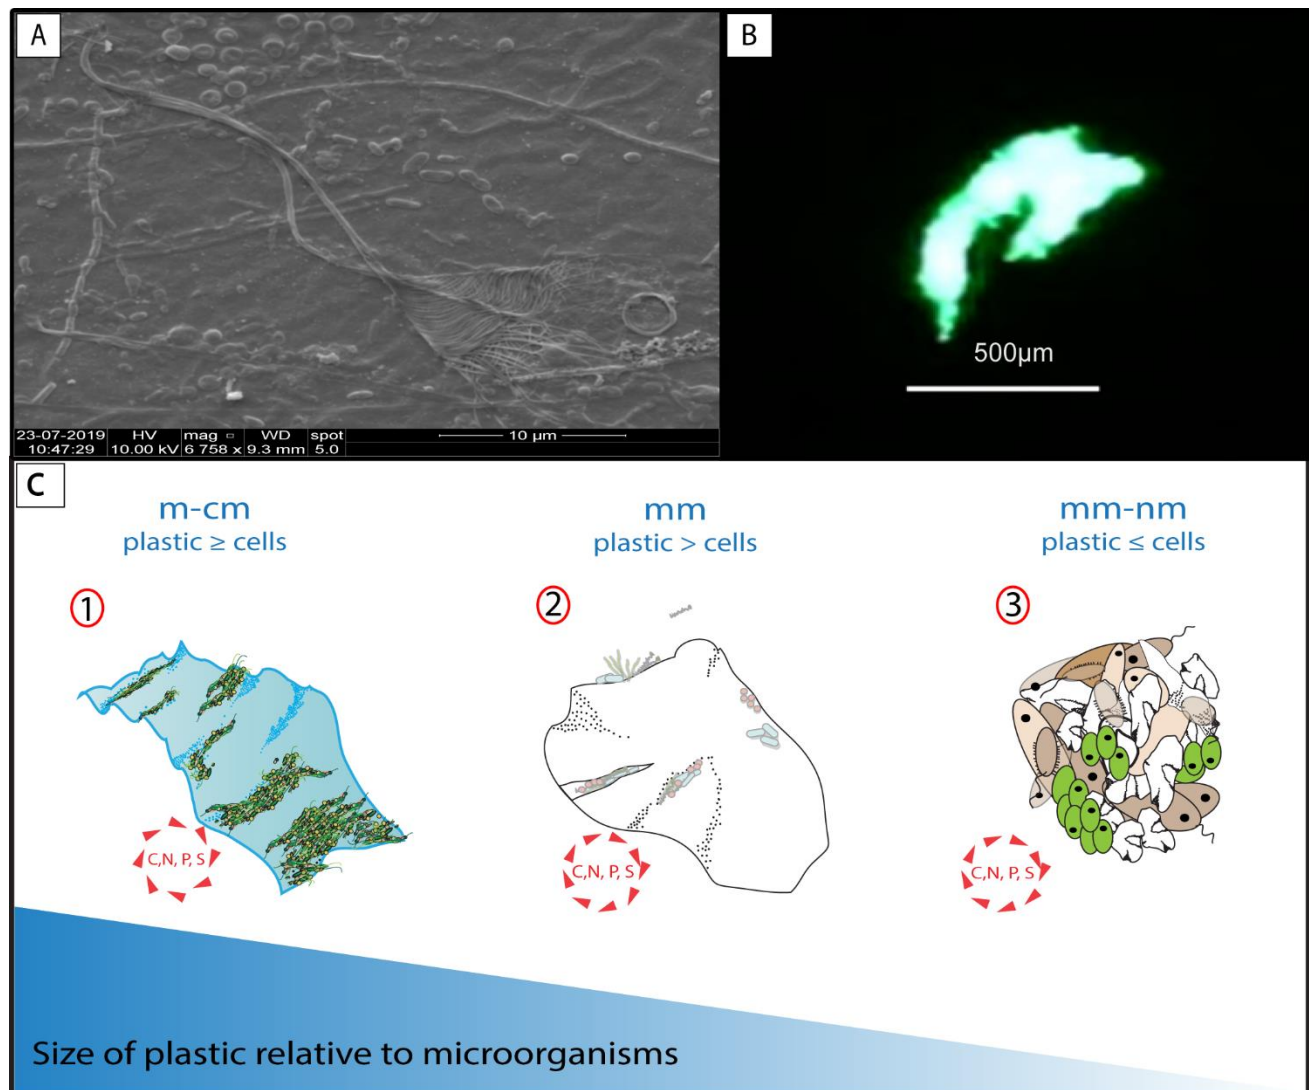 A
B
23-07-2019 HV mag □ WD spot
10:47:29 10.00 kV 6 758 x 9.3 mm 5.0
10 µm
500µm
C
m-cm
plastic ≥ cells
mm
plastic > cells
mm-nm
plastic ≤ cells
1
2
3
C,N, P, S
C,N, P, S
C,N, P, S
Size of plastic relative to microorganisms